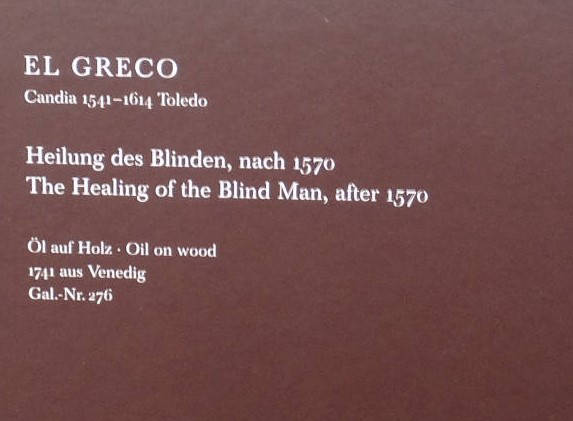 EL GRECO
Candia 1541–1614 Toledo
Heilung des Blinden, nach 1570
The Healing of the Blind Man, after 1570
Öl auf Holz · Oil on wood
1741 aus Venedig
Gal.-Nr. 276